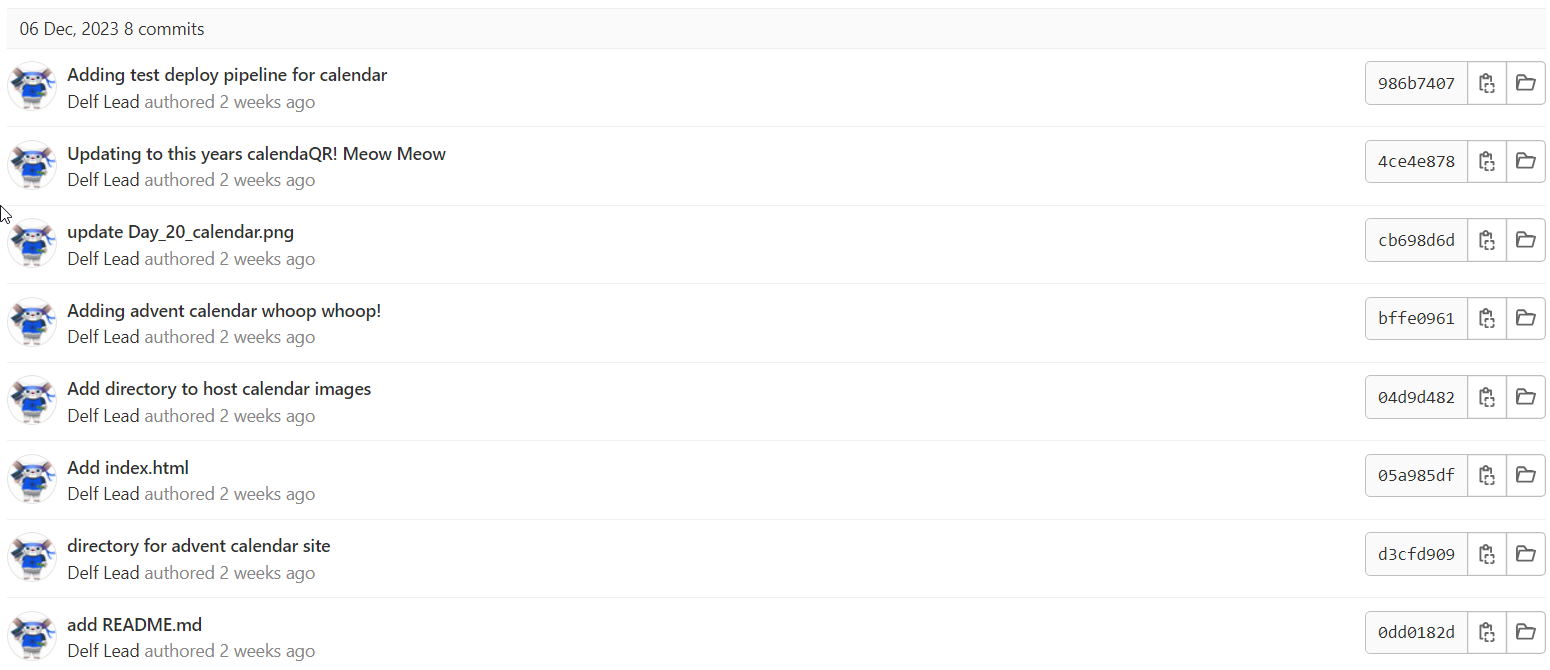 06 Dec, 2023 8 commits
Adding test deploy pipeline for calendar
Delf Lead authored 2 weeks ago
986b7407
Updating to this years calendaQR! Meow Meow
Delf Lead authored 2 weeks ago
4ce4e878
update Day_20_calendar.png
Delf Lead authored 2 weeks ago
cb698d6d
Adding advent calendar whoop whoop!
Delf Lead authored 2 weeks ago
bffe0961
Add directory to host calendar images
Delf Lead authored 2 weeks ago
04d9d482
Add index.html
Delf Lead authored 2 weeks ago
05a985df
directory for advent calendar site
Delf Lead authored 2 weeks ago
d3cfd909
add README.md
Delf Lead authored 2 weeks ago
0dd0182d